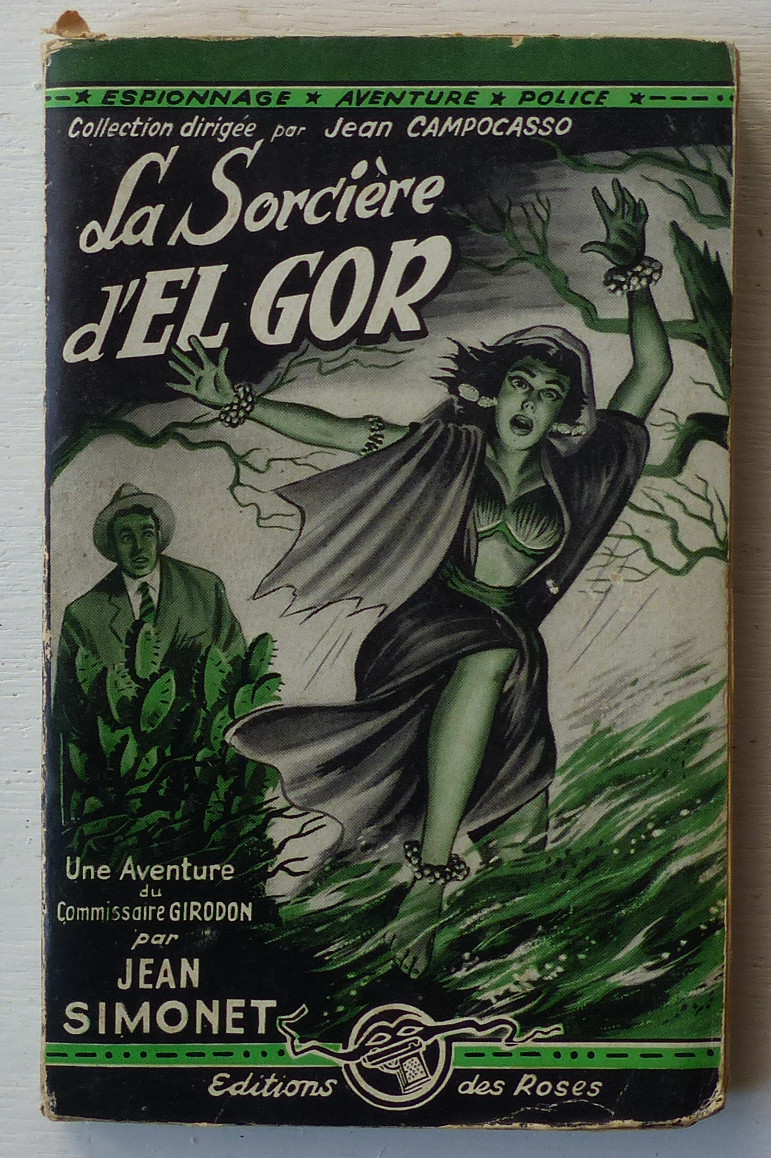 ★ ESPIONNAGE ★ AVENTURE ★ POLICE ★
Collection dirigée par Jean CAMPOCASSO
La Sorcière
d'EL GOR
Une Aventure
du
Commissaire GIRODON
par
JEAN
SIMONET
Editions des Roses